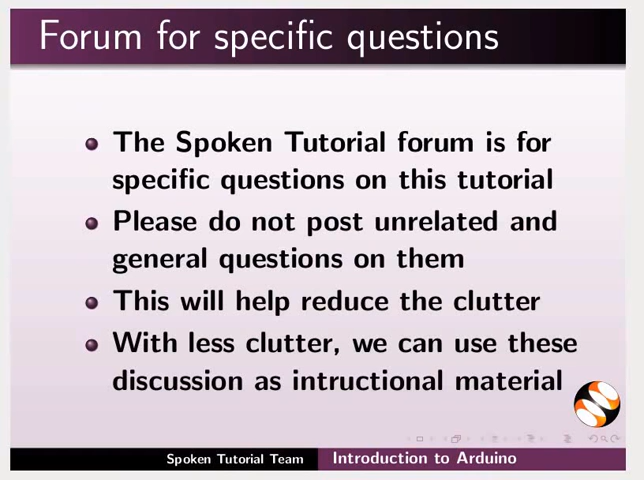 Forum for specific questions
The Spoken Tutorial forum is for
specific questions on this tutorial
Please do not post unrelated and
general questions on them
This will help reduce the clutter
With less clutter, we can use these
discussion as intructional material
Spoken Tutorial Team
Introduction to Arduino